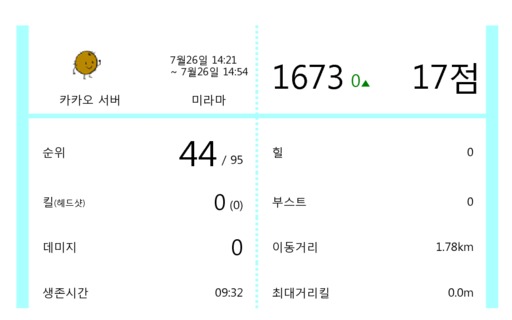 7월26일 14:21
~ 7월26일 14:54
카카오 서버
미라마
1673 0▲
17점
순위
44 / 95
킬(헤드샷)
0 (0)
데미지
0
생존시간
09:32
힐
0
부스트
0
이동거리
1.78km
최대거리킬
0.0m